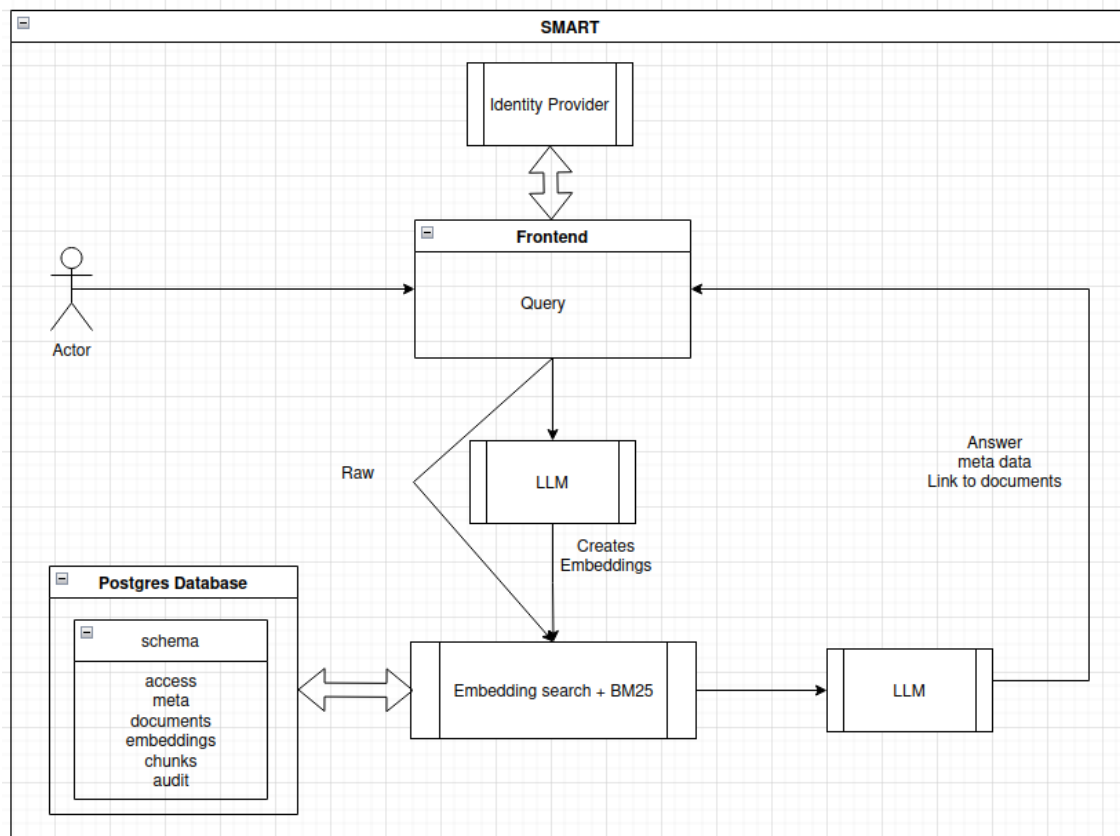 SMART
Identity Provider
Frontend
Query
Actor
Raw
LLM
Creates
Embeddings
Answer
meta data
Link to documents
Postgres Database
schema
access
meta
documents
embeddings
chunks
audit
Embedding search + BM25
LLM